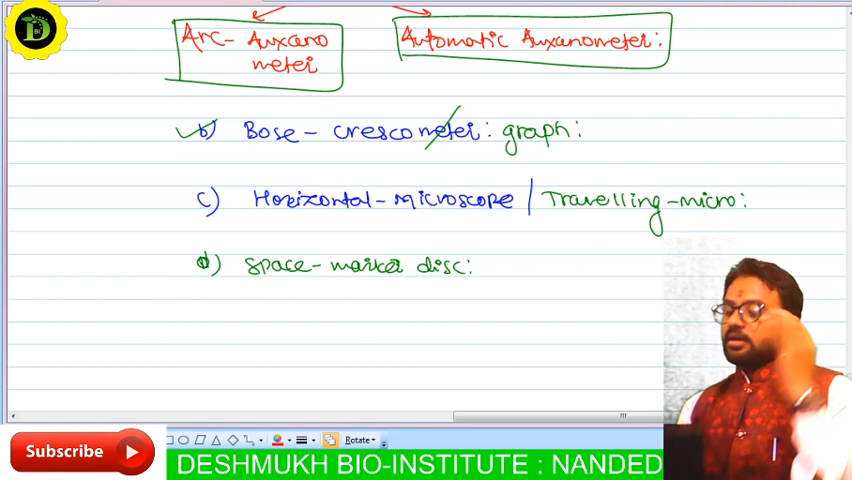 Arc- Auxano
meter
Automatic Auxanometer:
b) Bose- crescometer: graph:
c) Horizontal-microscope | Travelling-micro:
d) Space-marker disc:
D
Subscribe
Rotate
DESHMUKH BIO-INSTITUTE : NANDED